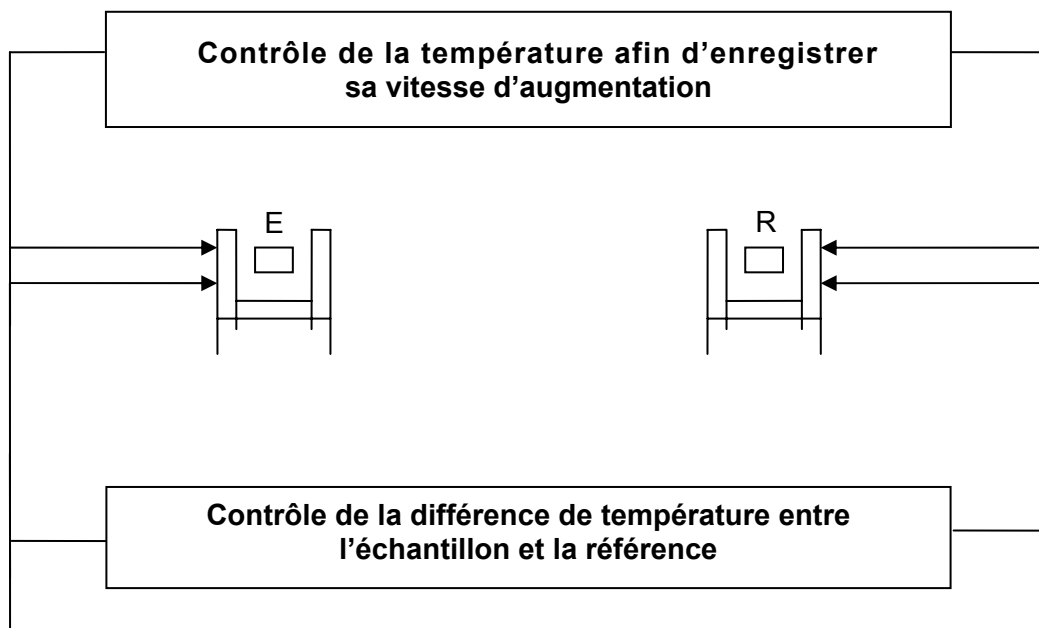 Contrôle de la température afin d’enregistrer
sa vitesse d’augmentation
E
R
Contrôle de la différence de température entre
l’échantillon et la référence